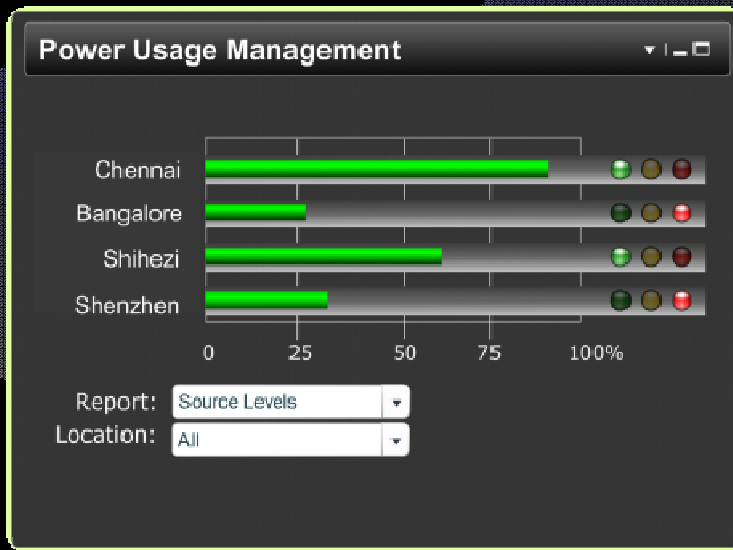 Power Usage Management
Chennai
Bangalore
Shihezi
Shenzhen
0 25 50 75 100%
Report: Source Levels
Location: All